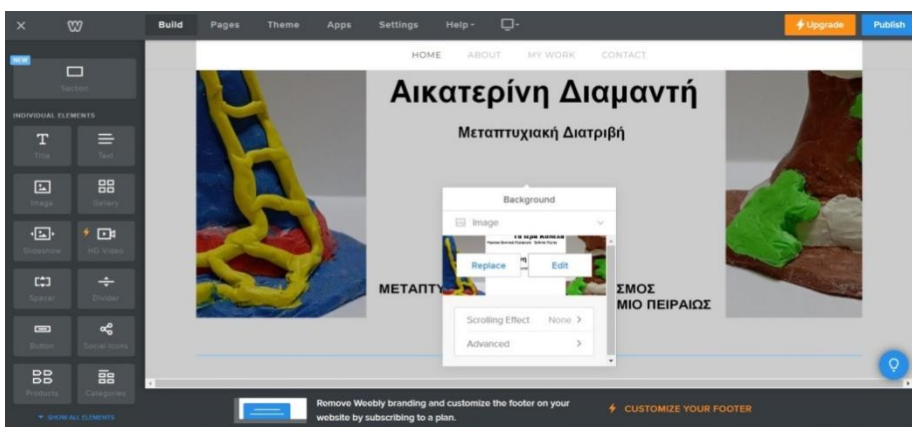 Build Pages Theme Apps Settings Help
Upgrade
Publish
HOME ABOUT MY WORK CONTACT
NEW
Section
INDIVIDUAL ELEMENTS
Title
Text
Image
Gallery
Slideshow
HD Video
Spacer
Divider
Button
Social Icons
Products
Categories
SHOW ALL ELEMENTS
Αικατερίνη Διαμαντή
Μεταπτυχιακή Διατριβή
Background
Image
Replace
Edit
Scrolling Effect None
Advanced
ΜΕΤΑΠΤΥ
ΣΜΟΣ
ΜΙΟ ΠΕΙΡΑΙΩΣ
Remove Weebly branding and customize the footer on your
website by subscribing to a plan.
CUSTOMIZE YOUR FOOTER